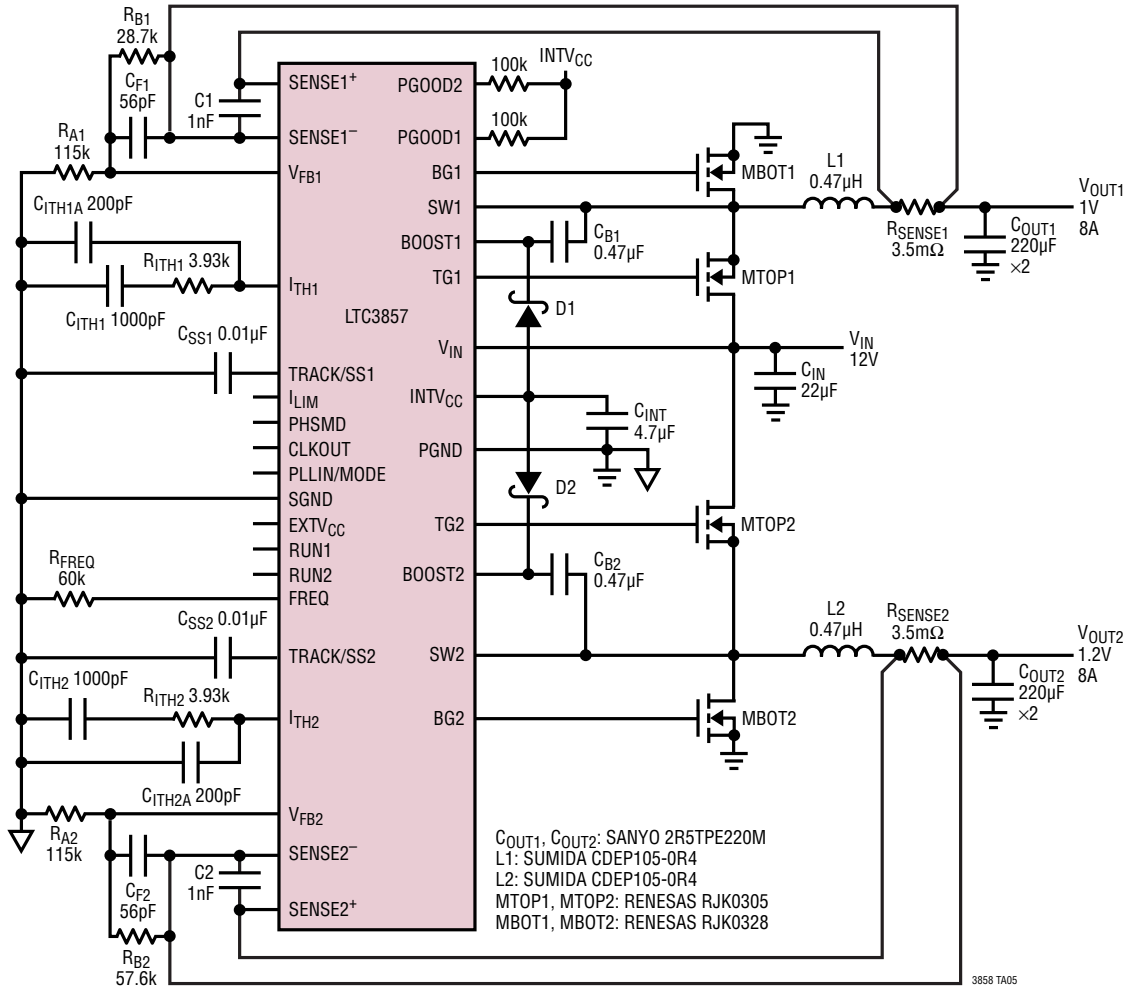 RB1
28.7k
CF1
56pF
C1
1nF
RA1
115k
CITH1A 200pF
RITH1 3.93k
CITH1 1000pF
CSS1 0.01µF
RFREQ
60k
CSS2 0.01µF
CITH2 1000pF
RITH2 3.93k
CITH2A 200pF
RA2
115k
CF2
56pF
C2
1nF
RB2
57.6k
SENSE1+
SENSE1–
VFB1
ITH1
LTC3857
TRACK/SS1
ILIM
PHSMD
CLKOUT
PLLIN/MODE
SGND
EXTVCC
RUN1
RUN2
FREQ
TRACK/SS2
ITH2
VFB2
SENSE2–
SENSE2+
PGOOD2
PGOOD1
BG1
SW1
BOOST1
TG1
VIN
INTVCC
PGND
TG2
BOOST2
SW2
BG2
100k
INTVCC
100k
MBOT1
L1
0.47µH
RSENSE1
3.5mΩ
VOUT1
1V
8A
COUT1
220µF
×2
CB1
0.47µF
MTOP1
D1
VIN
12V
CIN
22µF
CINT
4.7µF
D2
MTOP2
CB2
0.47µF
L2
0.47µH
RSENSE2
3.5mΩ
VOUT2
1.2V
8A
COUT2
220µF
×2
MBOT2
COUT1, COUT2: SANYO 2R5TPE220M
L1: SUMIDA CDEP105-0R4
L2: SUMIDA CDEP105-0R4
MTOP1, MTOP2: RENESAS RJK0305
MBOT1, MBOT2: RENESAS RJK0328
3858 TA05